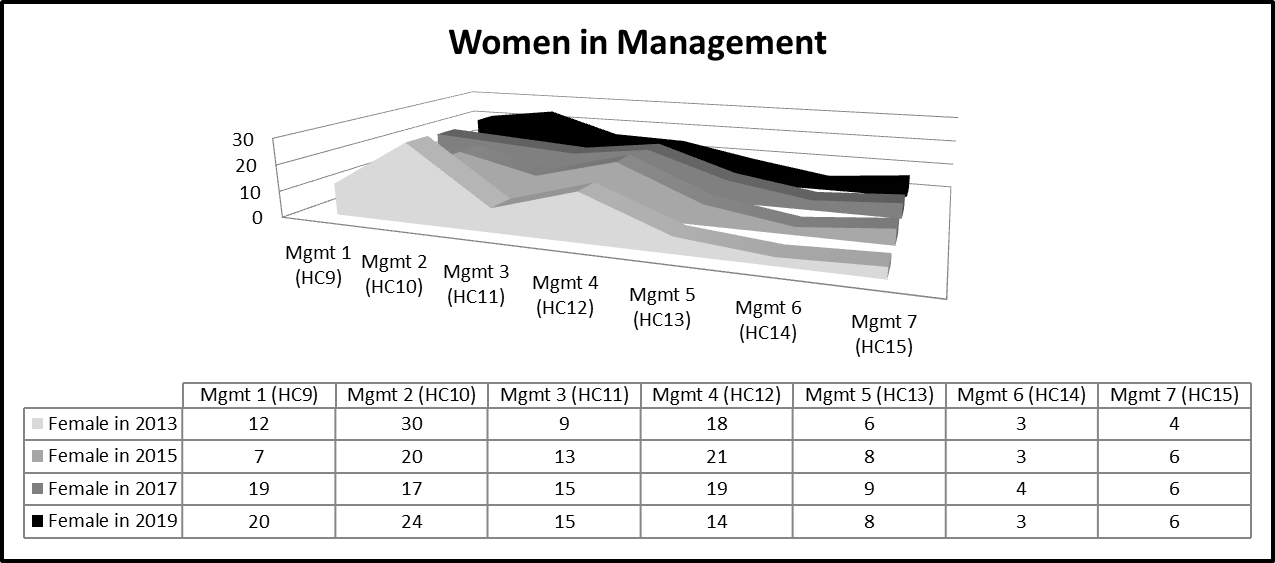 Women in Management
30
20
10
0
Mgmt 1
(HC9)
Mgmt 2
(HC10)
Mgmt 3
(HC11)
Mgmt 4
(HC12)
Mgmt 5
(HC13)
Mgmt 6
(HC14)
Mgmt 7
(HC15)
Mgmt 1 (HC9) Mgmt 2 (HC10) Mgmt 3 (HC11) Mgmt 4 (HC12) Mgmt 5 (HC13) Mgmt 6 (HC14) Mgmt 7 (HC15)
Female in 2013 12 30 9 18 6 3 4
Female in 2015 7 20 13 21 8 3 6
Female in 2017 19 17 15 19 9 4 6
Female in 2019 20 24 15 14 8 3 6